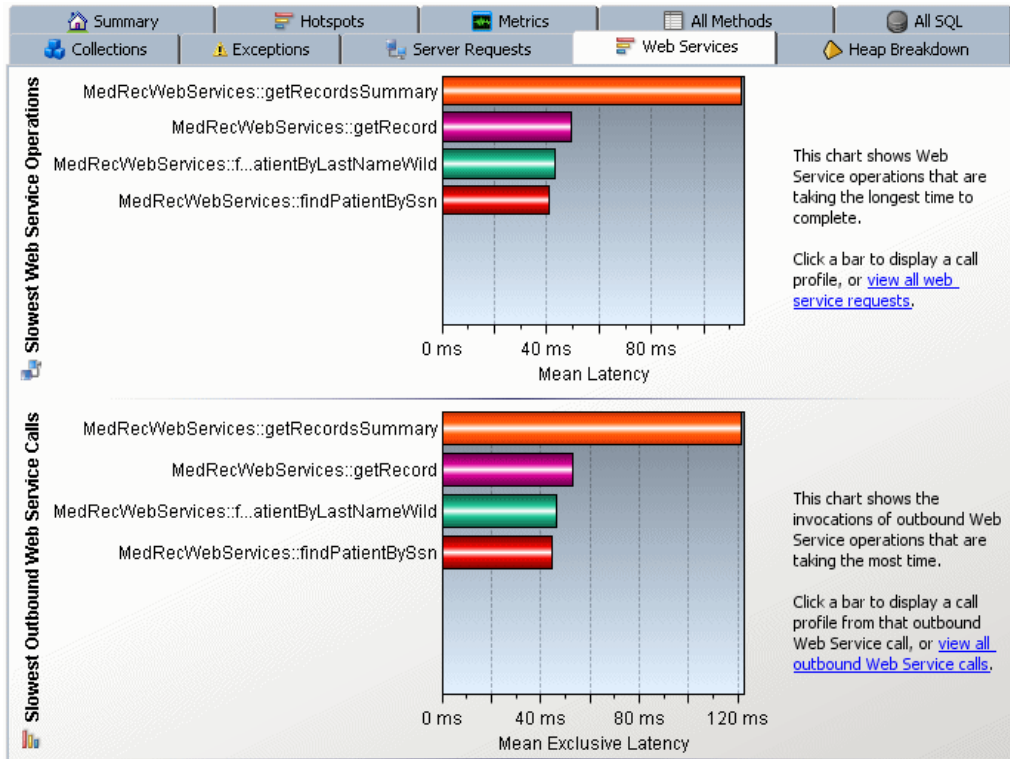 Summary
Hotspots
Metrics
All Methods
All SQL
Collections
Exceptions
Server Requests
Web Services
Heap Breakdown
Slowest Web Service Operations
MedRecWebServices::getRecordsSummary
MedRecWebServices::getRecord
MedRecWebServices::f...atientByLastNameWild
MedRecWebServices::findPatientBySsn
0 ms
40 ms
80 ms
Mean Latency
This chart shows Web
Service operations that are
taking the longest time to
complete.
Click a bar to display a call
profile, or view all web
service requests.
Slowest Outbound Web Service Calls
MedRecWebServices::getRecordsSummary
MedRecWebServices::getRecord
MedRecWebServices::f...atientByLastNameWild
MedRecWebServices::findPatientBySsn
0 ms
40 ms
80 ms
120 ms
Mean Exclusive Latency
This chart shows the
invocations of outbound Web
Service operations that are
taking the most time.
Click a bar to display a call
profile from that outbound
Web Service call, or view all
outbound Web Service calls.